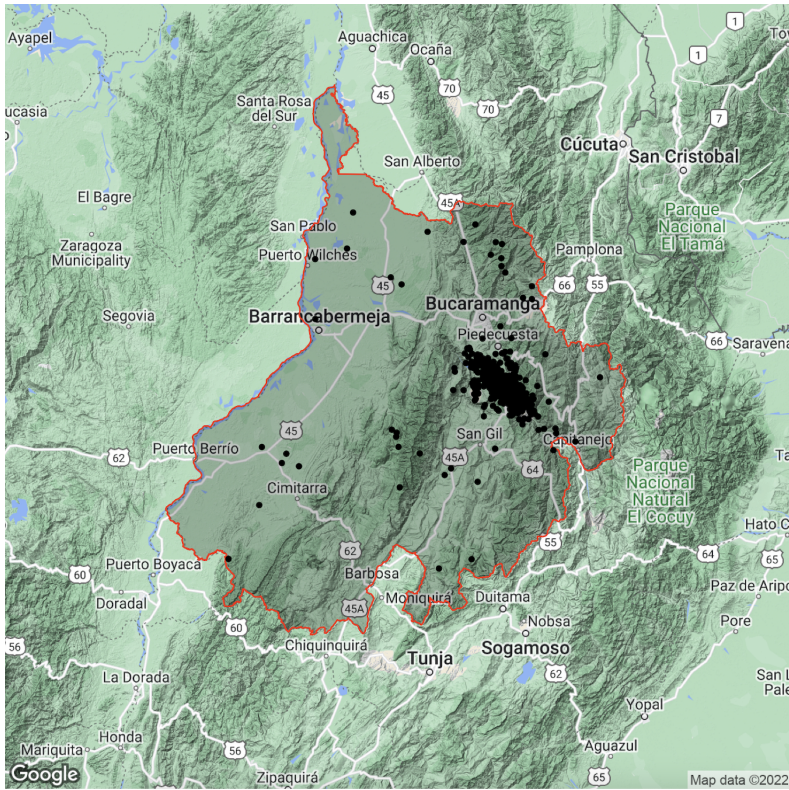 Ayapel
Aguachica
Ocaña
1
1
45
70
70
7
Santa Rosa
del Sur
Cúcuta
San Cristobal
San Alberto
El Bagre
45A
Parque
Nacional
El Tamá
San Pablo
Zaragoza
Municipality
Puerto Wilches
Pamplona
45
66
55
Segovia
Barrancabermeja
Bucaramanga
Piedecuesta
66
Saravena
45
San Gil
Capitanejo
62
Puerto Berrío
45A
64
Parque
Nacional
Natural
El Cocuy
Cimitarra
Hato C
55
62
64
65
60
Puerto Boyaca
Barbosa
Doradal
Moniquirá
Duitama
Paz de Aripo
45A
60
Nobsa
Pore
56
Chiquinquirá
Tunja
Sogamoso
62
La Dorada
San L
Pale
Yopal
Mariquita
Honda
56
Aguazul
65
Zipaquirá
Google
Map data ©2022